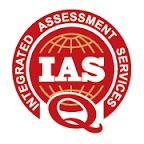 INTEGRATED ASSESSMENT SERVICES
IAS
Q